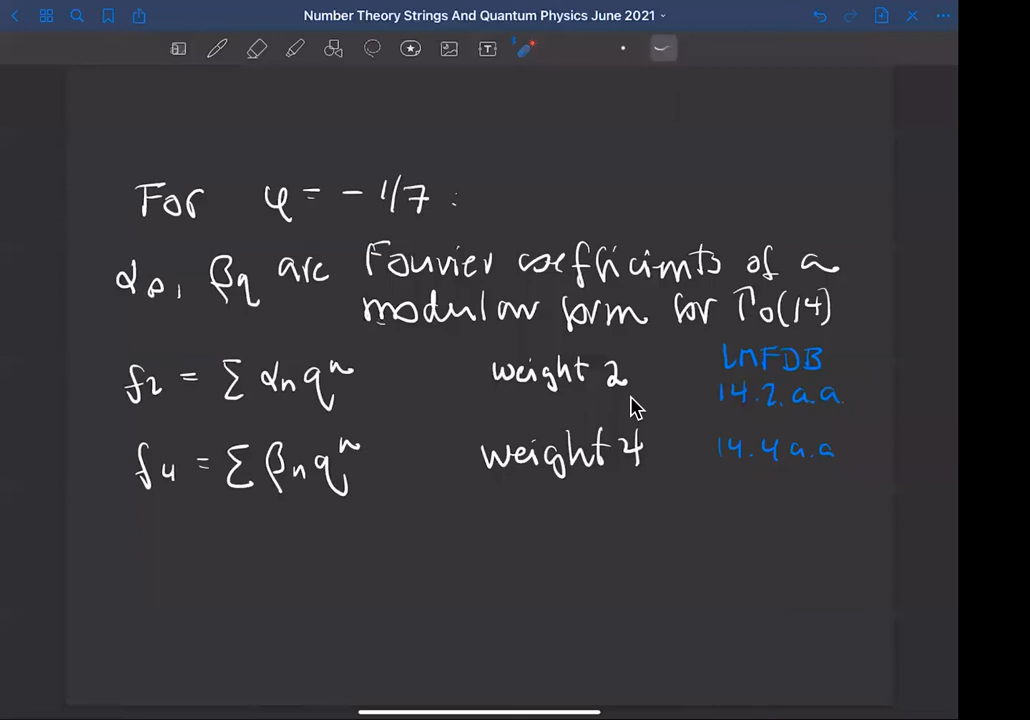 Number Theory Strings And Quantum Physics June 2021
For φ = - 1/7 :
αp, βq are Fourier coefficients of a
modular form for Γ0(14)
f2 = Σ αn q^n weight 2 LMFDB 14.2.a.a.
f4 = Σ βn q^n weight 4 14.4 a.a